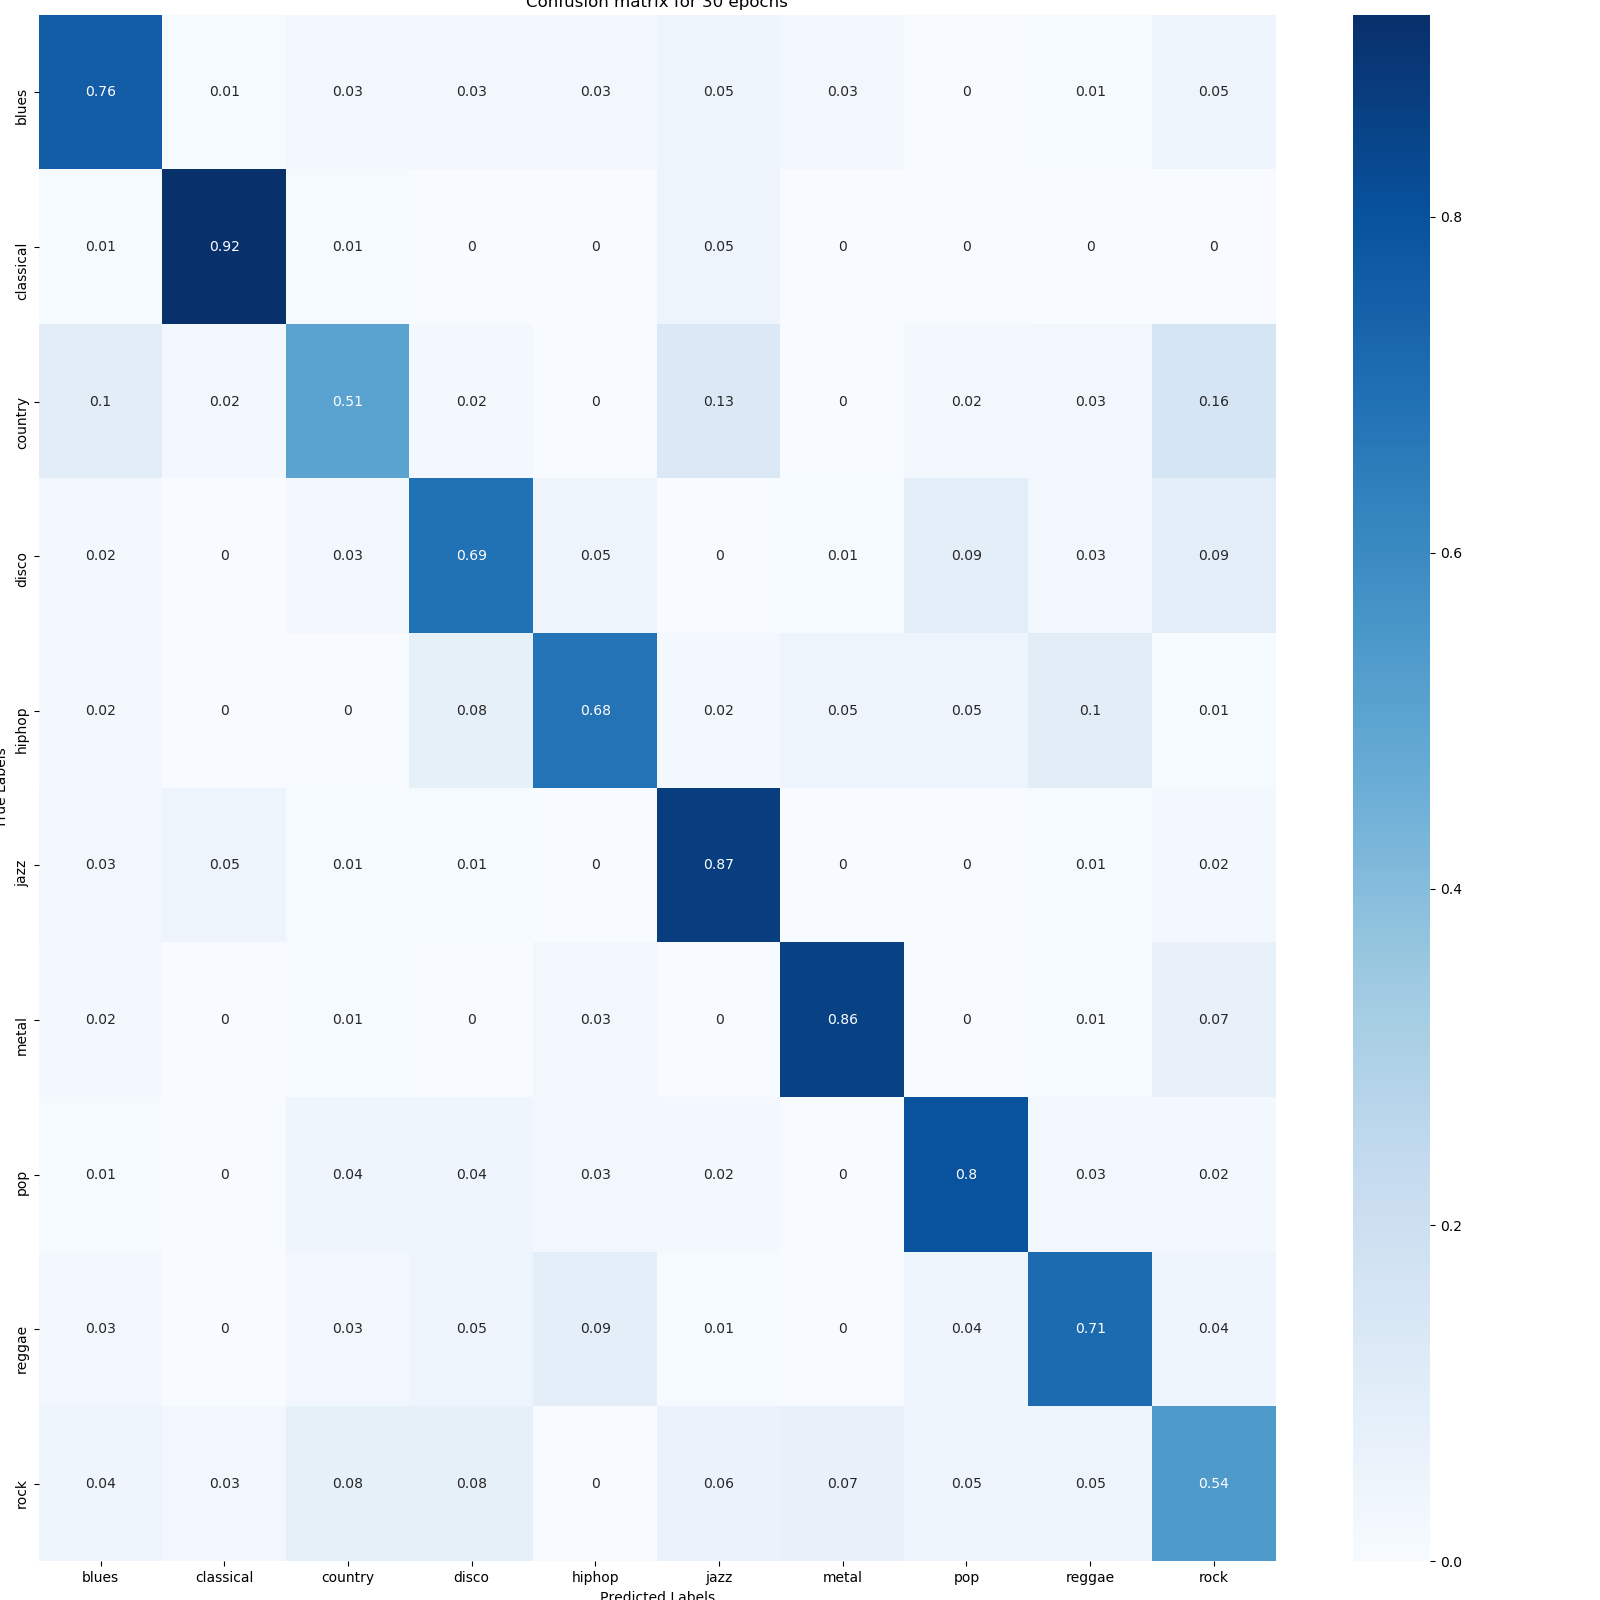 Confusion matrix for 30 epochs
blues 0.76 0.01 0.03 0.03 0.03 0.05 0.03 0 0.01 0.05
classical 0.01 0.92 0.01 0 0 0.05 0 0 0 0
country 0.1 0.02 0.51 0.02 0 0.13 0 0.02 0.03 0.16
disco 0.02 0 0.03 0.69 0.05 0 0.01 0.09 0.03 0.09
hiphop 0.02 0 0 0.08 0.68 0.02 0.05 0.05 0.1 0.01
True Labels
jazz 0.03 0.05 0.01 0.01 0 0.87 0 0 0.01 0.02
metal 0.02 0 0.01 0 0.03 0 0.86 0 0.01 0.07
pop 0.01 0 0.04 0.04 0.03 0.02 0 0.8 0.03 0.02
reggae 0.03 0 0.03 0.05 0.09 0.01 0 0.04 0.71 0.04
rock 0.04 0.03 0.08 0.08 0 0.06 0.07 0.05 0.05 0.54
blues classical country disco hiphop jazz metal pop reggae rock
Predicted Labels
0.8
0.6
0.4
0.2
0.0